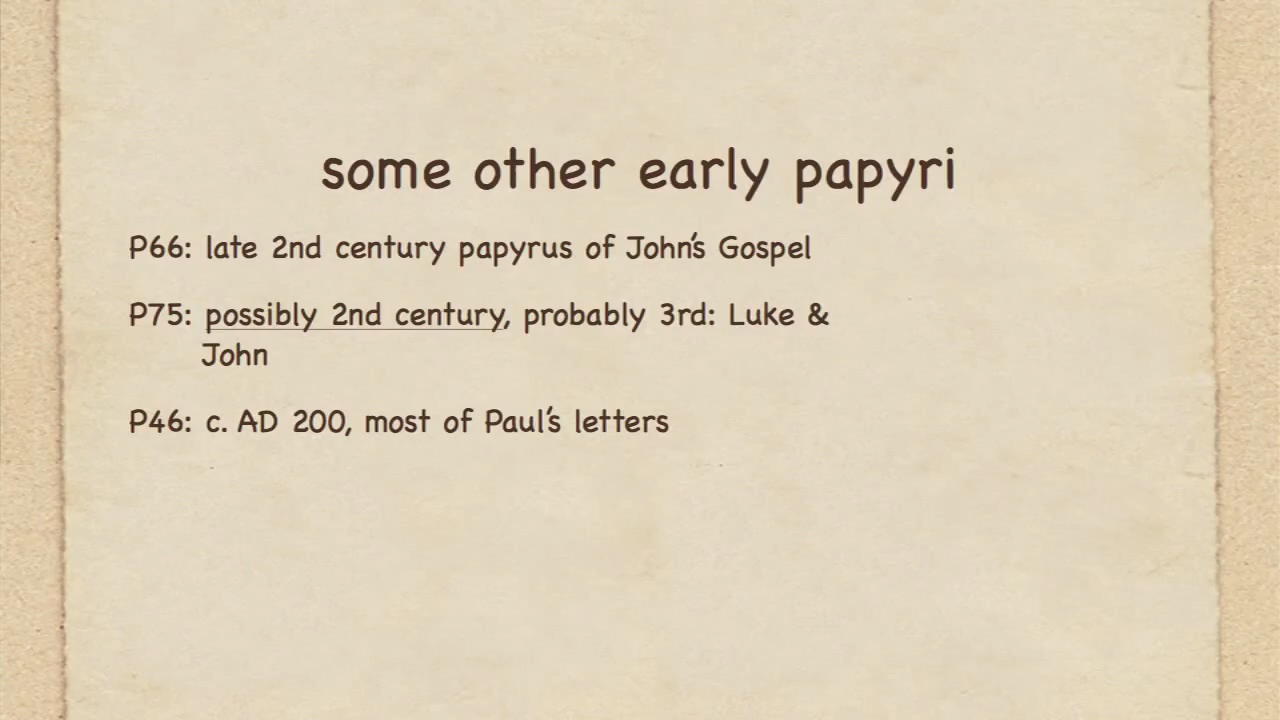 some other early papyri
P66: late 2nd century papyrus of John's Gospel
P75: possibly 2nd century, probably 3rd: Luke &
John
P46: c. AD 200, most of Paul's letters